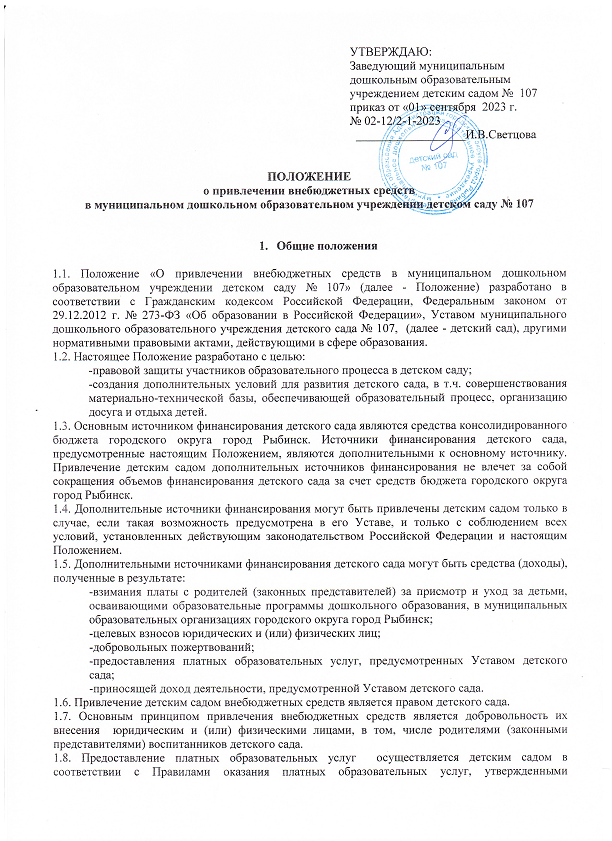 УТВЕРЖДАЮ:
Заведующий муниципальным
дошкольным образовательным
учреждением детским садом № 107
приказ от «01» сентября 2023 г.
№ 02-12/2-1-2023
И.В.Светцова
детский сад
№ 107
ПОЛОЖЕНИЕ
о привлечении внебюджетных средств
в муниципальном дошкольном образовательном учреждении детском саду № 107
1. Общие положения
1.1. Положение «О привлечении внебюджетных средств в муниципальном дошкольном
образовательном учреждении детском саду № 107» (далее - Положение) разработано в
соответствии с Гражданским кодексом Российской Федерации, Федеральным законом от
29.12.2012 г. № 273-ФЗ «Об образовании в Российской Федерации», Уставом муниципального
дошкольного образовательного учреждения детского сада № 107, (далее - детский сад), другими
нормативными правовыми актами, действующими в сфере образования.
1.2. Настоящее Положение разработано с целью:
-правовой защиты участников образовательного процесса в детском саду;
-создания дополнительных условий для развития детского сада, в т.ч. совершенствования
материально-технической базы, обеспечивающей образовательный процесс, организацию
досуга и отдыха детей.
1.3. Основным источником финансирования детского сада являются средства консолидированного
бюджета городского округа город Рыбинск. Источники финансирования детского сада,
предусмотренные настоящим Положением, являются дополнительными к основному источнику.
Привлечение детским садом дополнительных источников финансирования не влечет за собой
сокращения объемов финансирования детского сада за счет средств бюджета городского округа
город Рыбинск.
1.4. Дополнительные источники финансирования могут быть привлечены детским садом только в
случае, если такая возможность предусмотрена в его Уставе, и только с соблюдением всех
условий, установленных действующим законодательством Российской Федерации и настоящим
Положением.
1.5. Дополнительными источниками финансирования детского сада могут быть средства (доходы),
полученные в результате:
-взимания платы с родителей (законных представителей) за присмотр и уход за детьми,
осваивающими образовательные программы дошкольного образования, в муниципальных
образовательных организациях городского округа город Рыбинск;
-целевых взносов юридических и (или) физических лиц;
-добровольных пожертвований;
-предоставления платных образовательных услуг, предусмотренных Уставом детского
сада;
-приносящей доход деятельности, предусмотренной Уставом детского сада.
1.6. Привлечение детским садом внебюджетных средств является правом детского сада.
1.7. Основным принципом привлечения внебюджетных средств является добровольность их
внесения юридическим и (или) физическими лицами, в том, числе родителями (законными
представителями) воспитанников детского сада.
1.8. Предоставление платных образовательных услуг осуществляется детским садом в
соответствии с Правилами оказания платных образовательных услуг, утвержденными